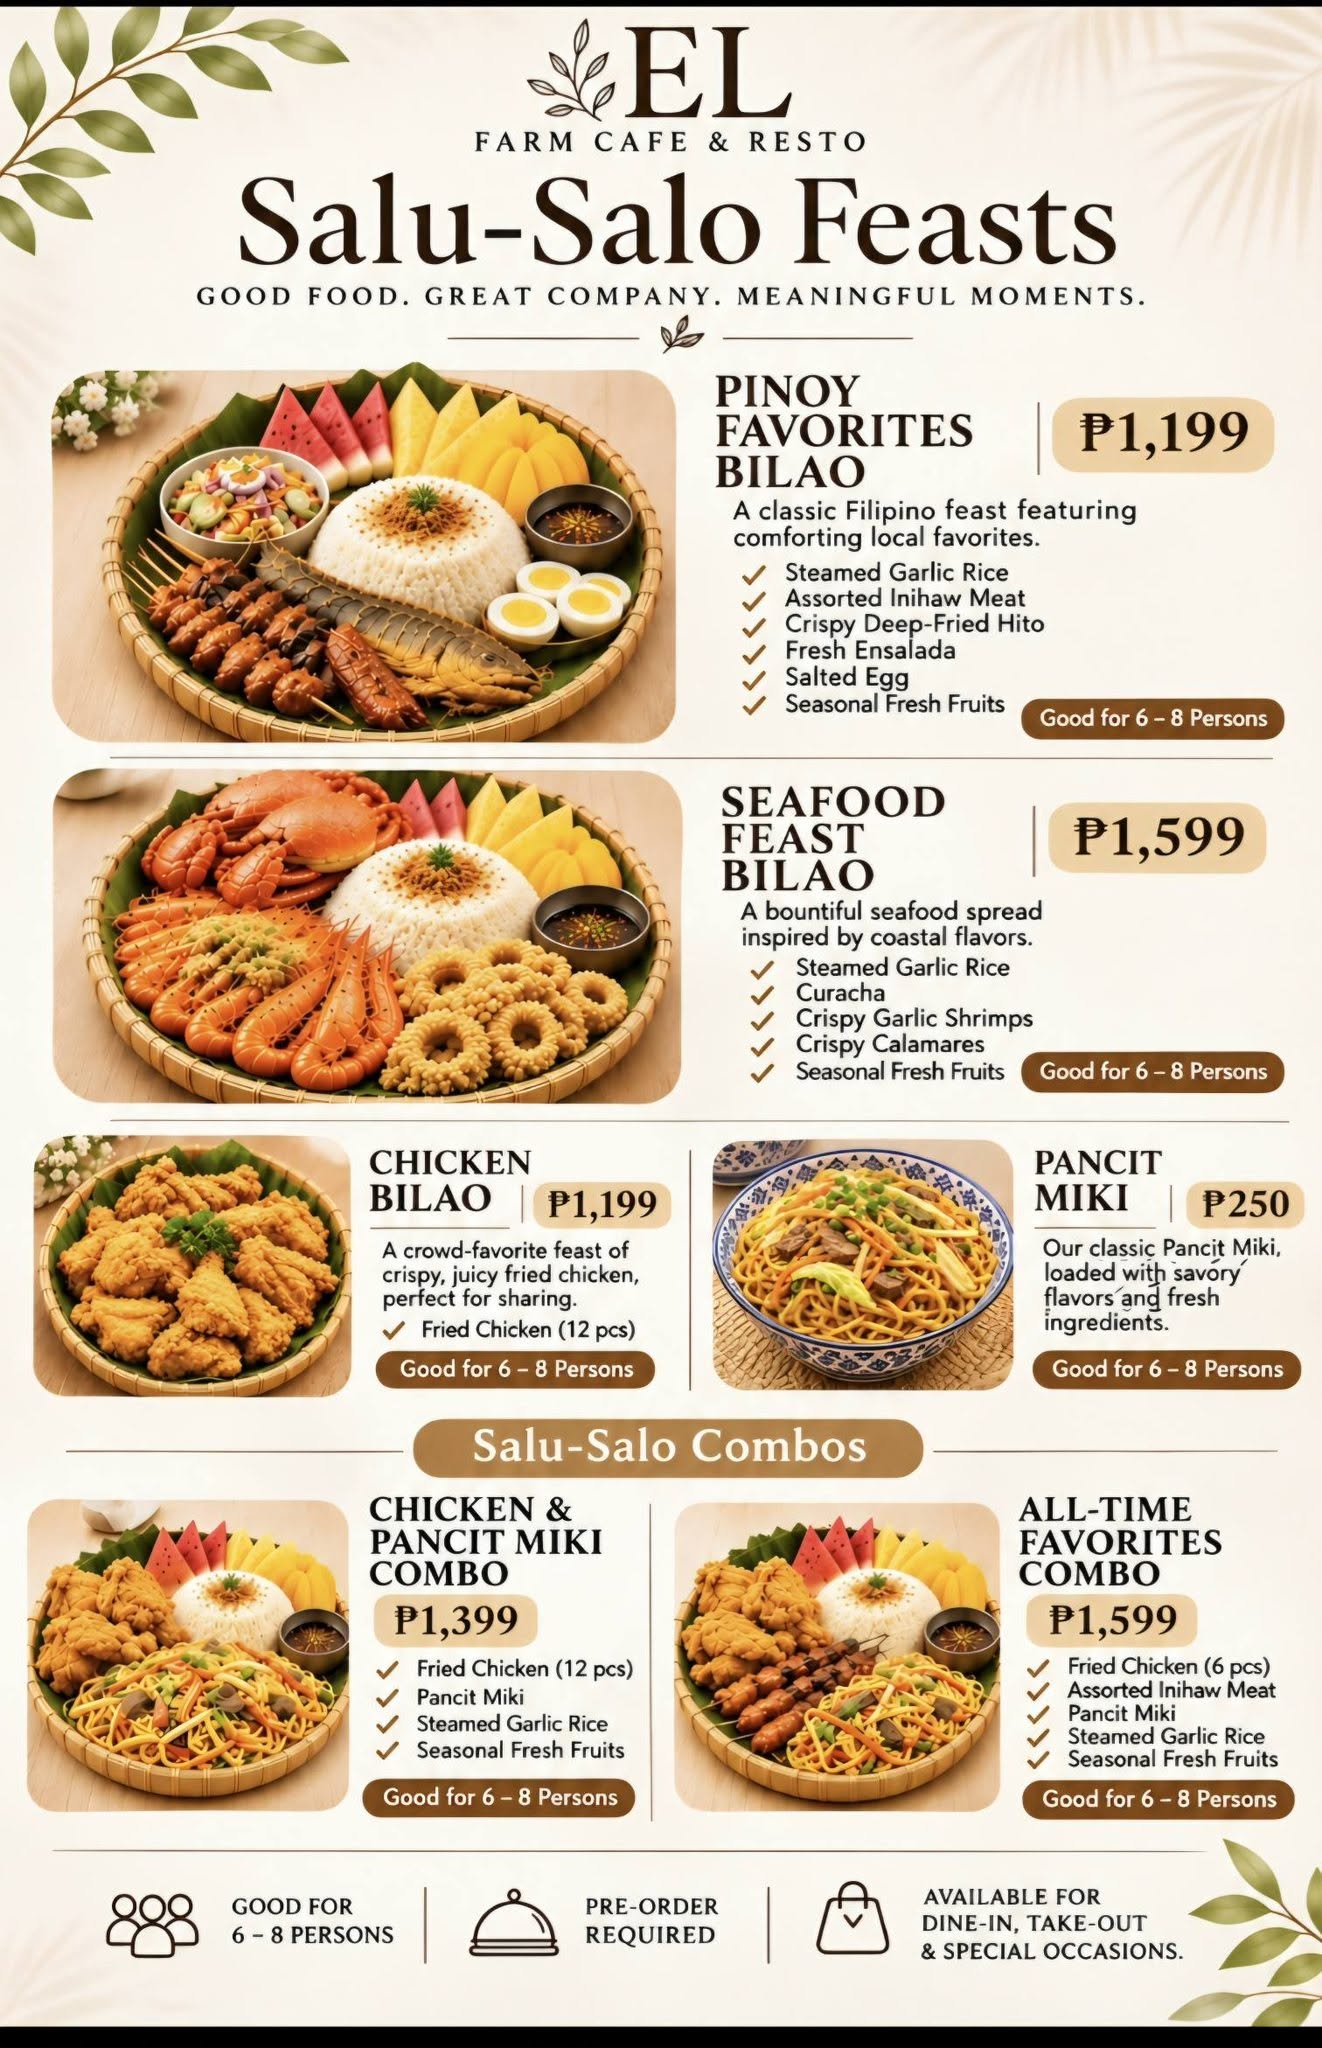 EL
FARM CAFE & RESTO
Salu-Salo Feasts
GOOD FOOD. GREAT COMPANY. MEANINGFUL MOMENTS.
PINOY
FAVORITES
BILAO
₱1,199
A classic Filipino feast featuring
comforting local favorites.
Steamed Garlic Rice
Assorted Inihaw Meat
Crispy Deep-Fried Hito
Fresh Ensalada
Salted Egg
Seasonal Fresh Fruits
Good for 6 – 8 Persons
SEAFOOD
FEAST
BILAO
₱1,599
A bountiful seafood spread
inspired by coastal flavors.
Steamed Garlic Rice
Curacha
Crispy Garlic Shrimps
Crispy Calamares
Seasonal Fresh Fruits
Good for 6 – 8 Persons
CHICKEN
BILAO
₱1,199
A crowd-favorite feast of
crispy, juicy fried chicken,
perfect for sharing.
Fried Chicken (12 pcs)
Good for 6 – 8 Persons
PANCIT
MIKI
₱250
Our classic Pancit Miki,
loaded with savory
flavors and fresh
ingredients.
Good for 6 – 8 Persons
Salu-Salo Combos
CHICKEN &
PANCIT MIKI
COMBO
₱1,399
Fried Chicken (12 pcs)
Pancit Miki
Steamed Garlic Rice
Seasonal Fresh Fruits
Good for 6 – 8 Persons
ALL-TIME
FAVORITES
COMBO
₱1,599
Fried Chicken (6 pcs)
Assorted Inihaw Meat
Pancit Miki
Steamed Garlic Rice
Seasonal Fresh Fruits
Good for 6 – 8 Persons
GOOD FOR
6 – 8 PERSONS
PRE-ORDER
REQUIRED
AVAILABLE FOR
DINE-IN, TAKE-OUT
& SPECIAL OCCASIONS.